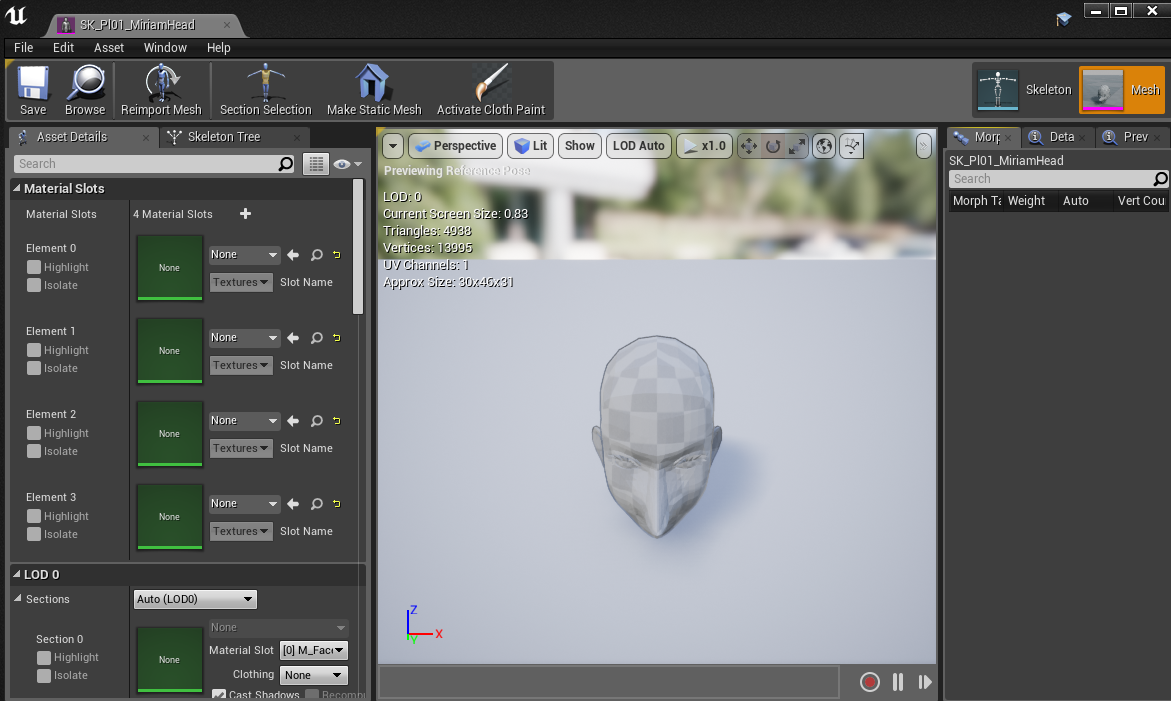 SK_Pl01_MiriamHead
File Edit Asset Window Help
Save Browse Reimport Mesh Section Selection Make Static Mesh Activate Cloth Paint
Skeleton Mesh
Asset Details Skeleton Tree
Search
Material Slots
Material Slots 4 Material Slots
Element 0
Highlight
Isolate
None
None
Textures Slot Name
Element 1
Highlight
Isolate
None
None
Textures Slot Name
Element 2
Highlight
Isolate
None
None
Textures Slot Name
Element 3
Highlight
Isolate
None
None
Textures Slot Name
LOD 0
Sections Auto (LOD0)
Section 0
Highlight
Isolate
None
None
Material Slot [0] M_Face
Clothing None
Cast Shadows Recompu
Perspective Lit Show LOD Auto x1.0
Previewing Reference Pose
LOD: 0
Current Screen Size: 0.83
Triangles: 4938
Vertices: 13995
UV Channels: 1
Approx Size: 30x46x31
Z
X
Y
Morp Deta Prev
SK_Pl01_MiriamHead
Search
Morph Ta Weight Auto Vert Cou